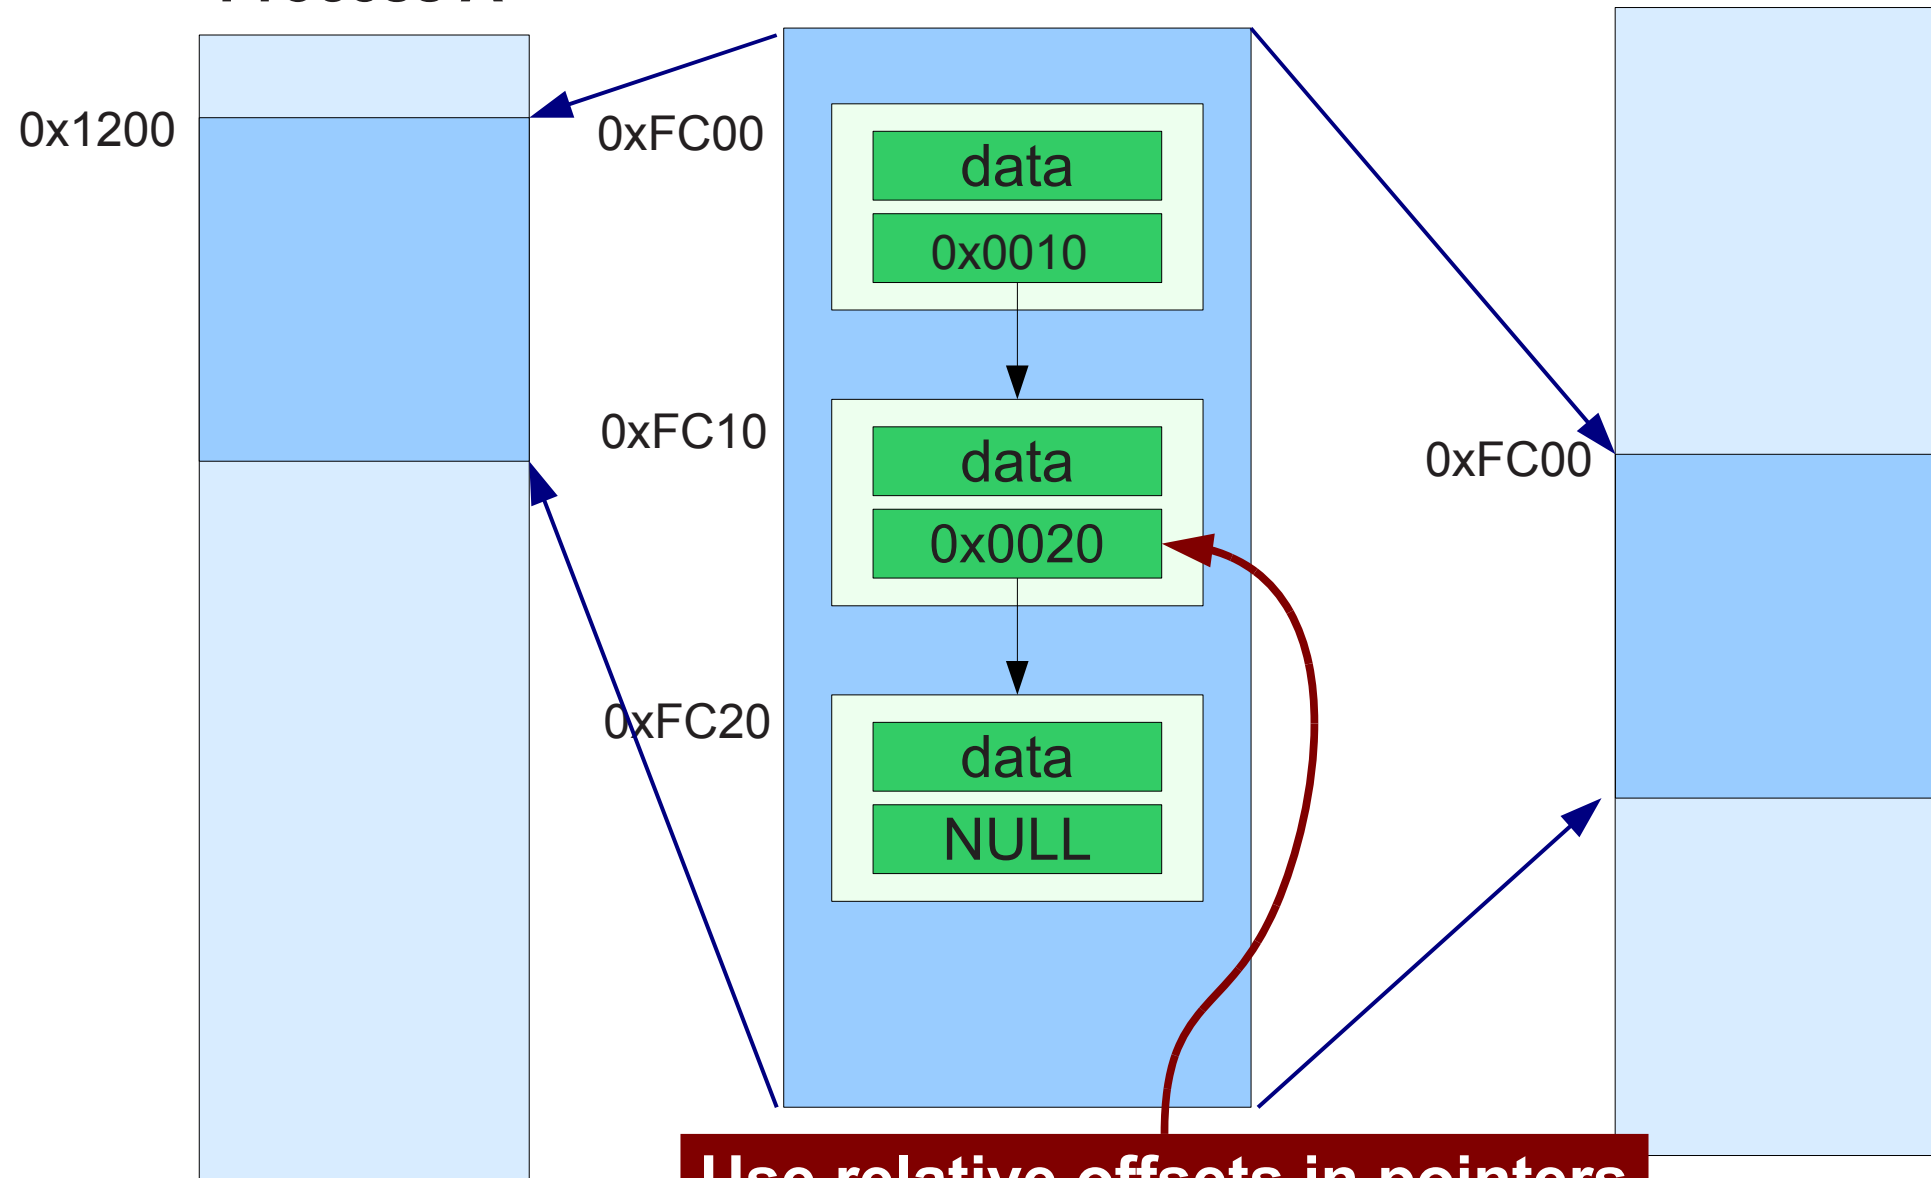 0x1200
0xFC00
data
0x0010
0xFC10
data
0x0020
0xFC00
0xFC20
data
NULL
Use relative offsets in pointers